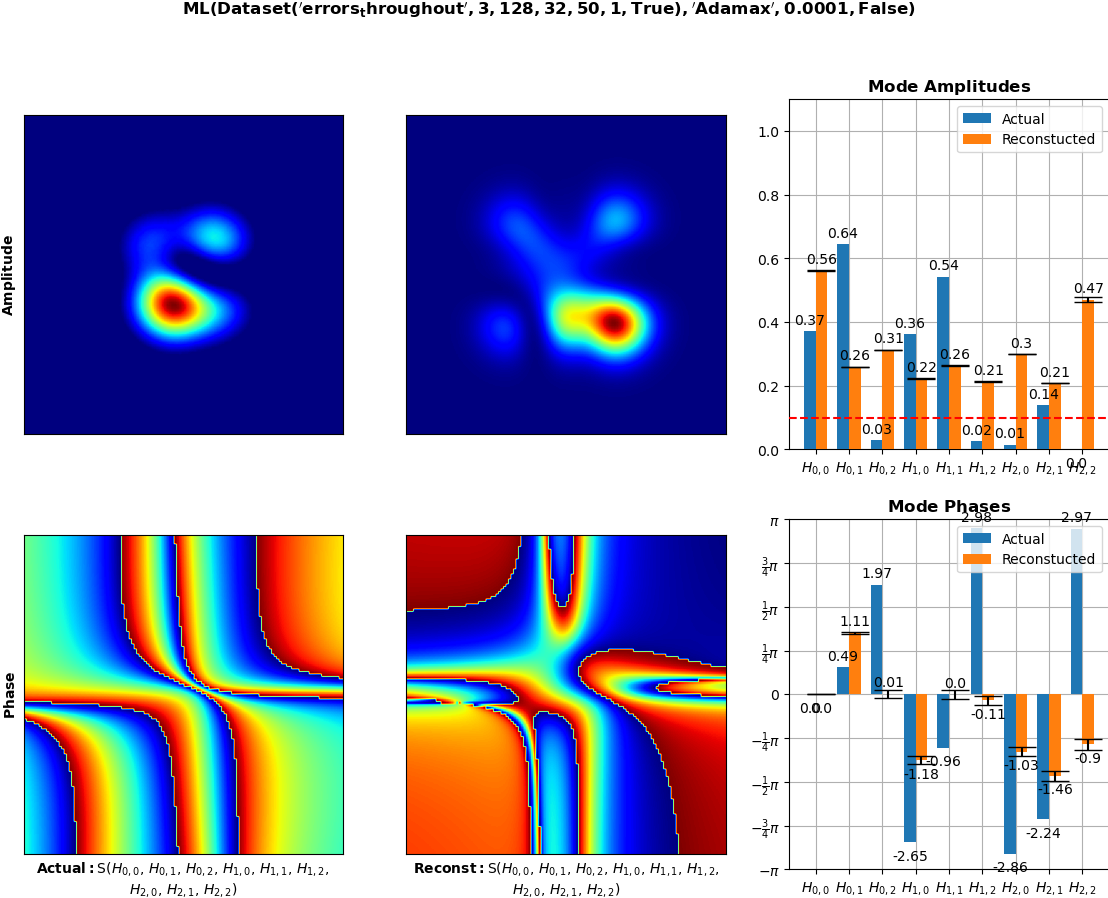 ML(Dataset('errors_throughout', 3, 128, 32, 50, 1, True), 'Adamax', 0.0001, False)
Amplitude
Mode Amplitudes
Actual
Reconstucted
1.0
0.8
0.6
0.4
0.2
0.0
0.37
0.56
0.64
0.26
0.03
0.31
0.36
0.22
0.54
0.26
0.02
0.21
0.01
0.3
0.14
0.21
0.0
0.47
H0,0 H0,1 H0,2 H1,0 H1,1 H1,2 H2,0 H2,1 H2,2
Phase
Mode Phases
Actual
Reconstucted
π
3/4π
1/2π
1/4π
0
−1/4π
−1/2π
−3/4π
−π
0.0
0.0
0.49
1.11
1.97
0.01
-2.65
-1.18
-0.96
0.0
2.98
-0.11
-2.86
-1.03
-2.24
-1.46
2.97
-0.9
H0,0 H0,1 H0,2 H1,0 H1,1 H1,2 H2,0 H2,1 H2,2
Actual: S(H0,0, H0,1, H0,2, H1,0, H1,1, H1,2,
H2,0, H2,1, H2,2)
Reconst: S(H0,0, H0,1, H0,2, H1,0, H1,1, H1,2,
H2,0, H2,1, H2,2)